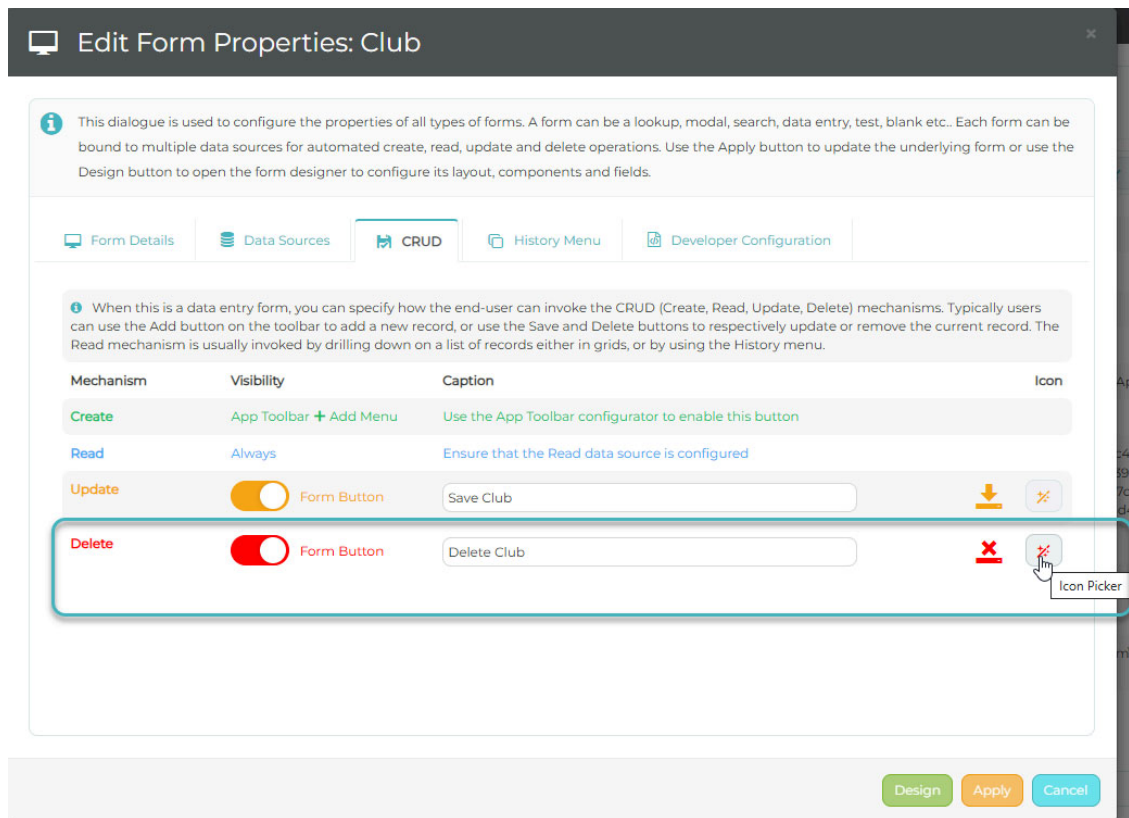 Edit Form Properties: Club
×
This dialogue is used to configure the properties of all types of forms. A form can be a lookup, modal, search, data entry, test, blank etc.. Each form can be
bound to multiple data sources for automated create, read, update and delete operations. Use the Apply button to update the underlying form or use the
Design button to open the form designer to configure its layout, components and fields.
Form Details Data Sources CRUD History Menu Developer Configuration
When this is a data entry form, you can specify how the end-user can invoke the CRUD (Create, Read, Update, Delete) mechanisms. Typically users
can use the Add button on the toolbar to add a new record, or use the Save and Delete buttons to respectively update or remove the current record. The
Read mechanism is usually invoked by drilling down on a list of records either in grids, or by using the History menu.
Mechanism Visibility Caption Icon
Create App Toolbar + Add Menu Use the App Toolbar configurator to enable this button
Read Always Ensure that the Read data source is configured
Update Form Button Save Club
Delete Form Button Delete Club
Icon Picker
Design Apply Cancel